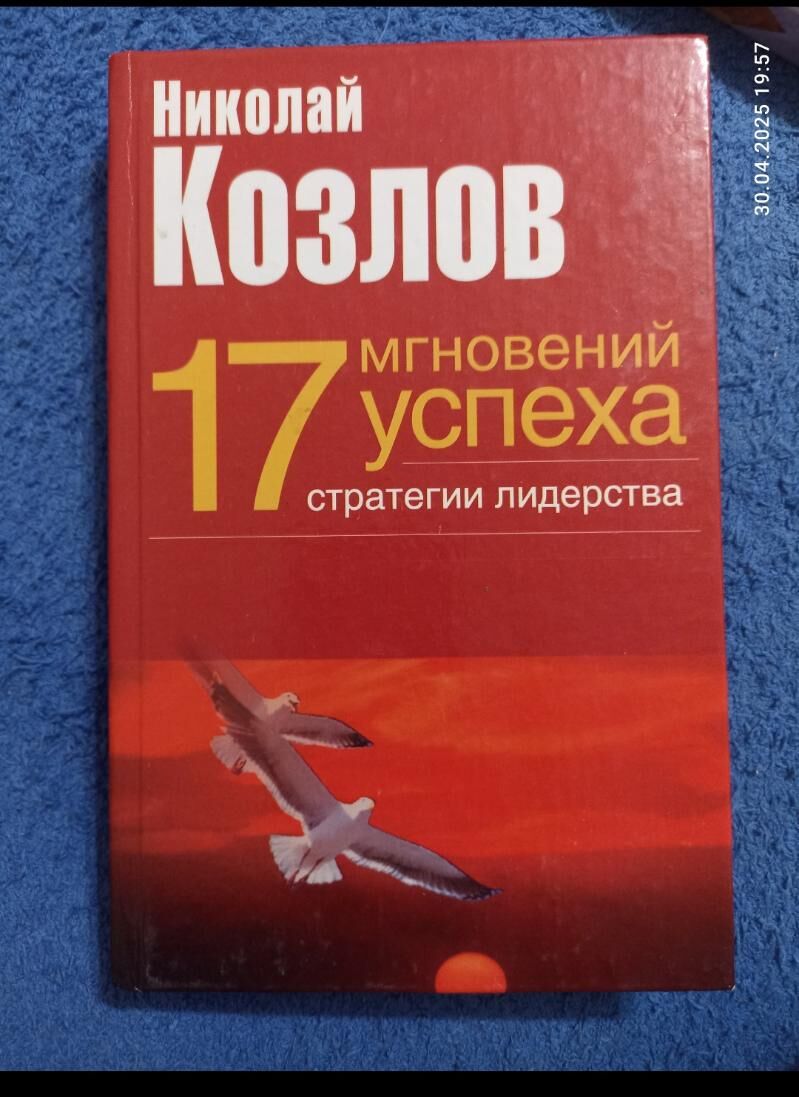 Николай
Козлов
17 мгновений
успеха
стратегии лидерства
30.04.2025 19:57